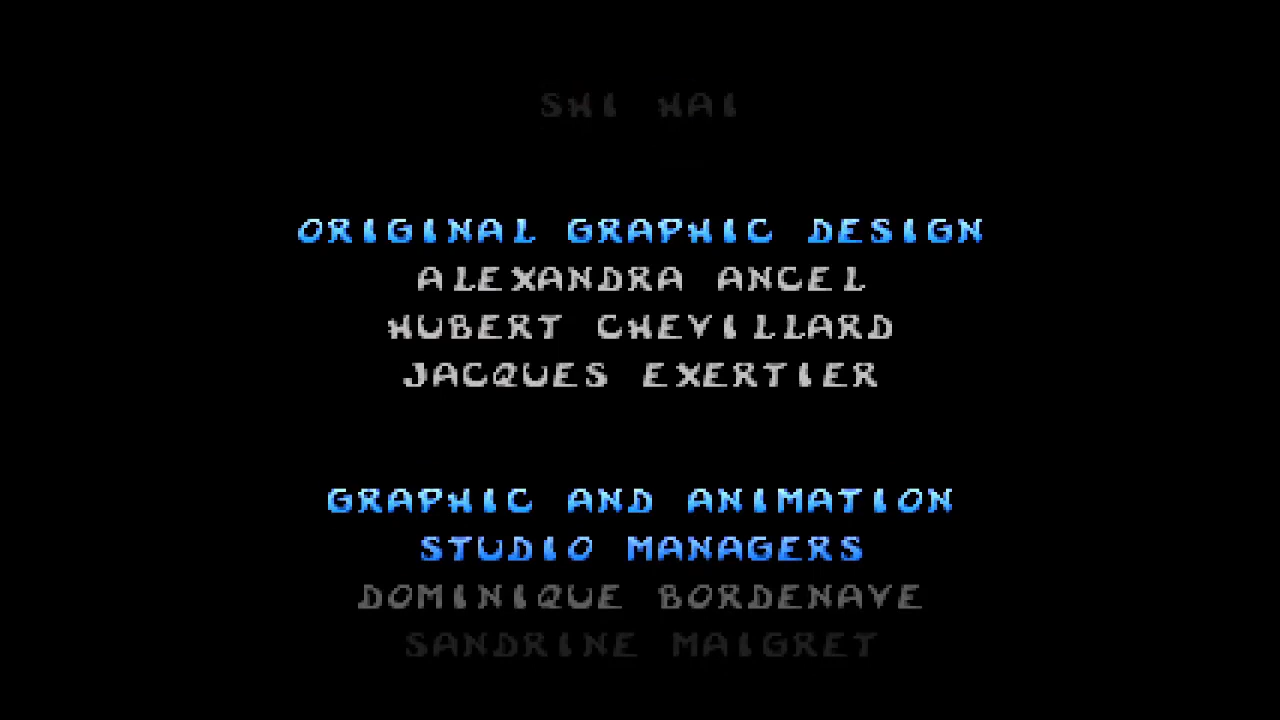 SHI HAI
ORIGINAL GRAPHIC DESIGN
ALEXANDRA ANCEL
HUBERT CHEVILLARD
JACQUES EXERTIER
GRAPHIC AND ANIMATION
STUDIO MANAGERS
DOMINIQUE BORDENAVE
SANDRINE MAIGRET